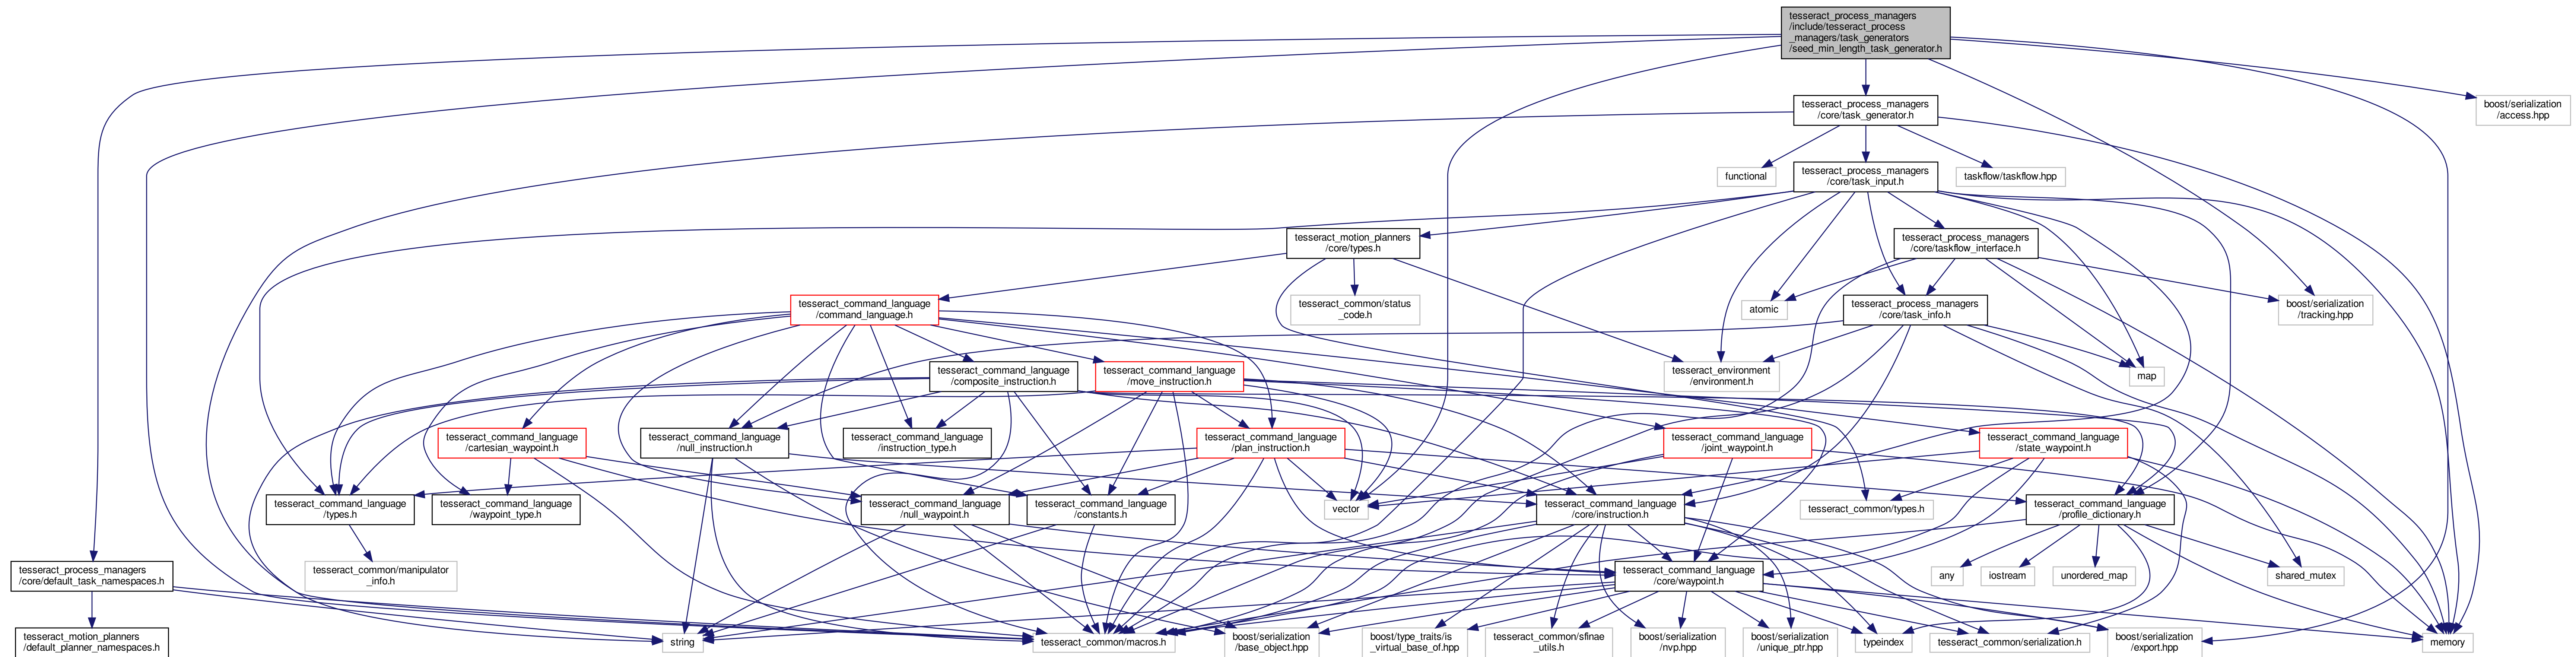 tesseract_process_managers
/include/tesseract_process
_managers/task_generators
/seed_min_length_task_generator.h
tesseract_process_managers
/core/task_generator.h
boost/serialization
/access.hpp
functional
tesseract_process_managers
/core/task_input.h
taskflow/taskflow.hpp
tesseract_motion_planners
/core/types.h
tesseract_process_managers
/core/taskflow_interface.h
tesseract_command_language
/command_language.h
tesseract_common/status
_code.h
atomic
tesseract_process_managers
/core/task_info.h
boost/serialization
/tracking.hpp
tesseract_command_language
/composite_instruction.h
tesseract_command_language
/move_instruction.h
tesseract_environment
/environment.h
map
tesseract_command_language
/cartesian_waypoint.h
tesseract_command_language
/null_instruction.h
tesseract_command_language
/instruction_type.h
tesseract_command_language
/plan_instruction.h
tesseract_command_language
/joint_waypoint.h
tesseract_command_language
/state_waypoint.h
tesseract_command_language
/types.h
tesseract_command_language
/waypoint_type.h
tesseract_command_language
/null_waypoint.h
tesseract_command_language
/constants.h
vector
tesseract_command_language
/core/instruction.h
tesseract_common/types.h
tesseract_command_language
/profile_dictionary.h
tesseract_process_managers
/core/default_task_namespaces.h
tesseract_common/manipulator
_info.h
tesseract_command_language
/core/waypoint.h
any
iostream
unordered_map
shared_mutex
tesseract_motion_planners
/default_planner_namespaces.h
string
tesseract_common/macros.h
boost/serialization
/base_object.hpp
boost/type_traits/is
_virtual_base_of.hpp
tesseract_common/sfinae
_utils.h
boost/serialization
/nvp.hpp
boost/serialization
/unique_ptr.hpp
typeindex
tesseract_common/serialization.h
boost/serialization
/export.hpp
memory